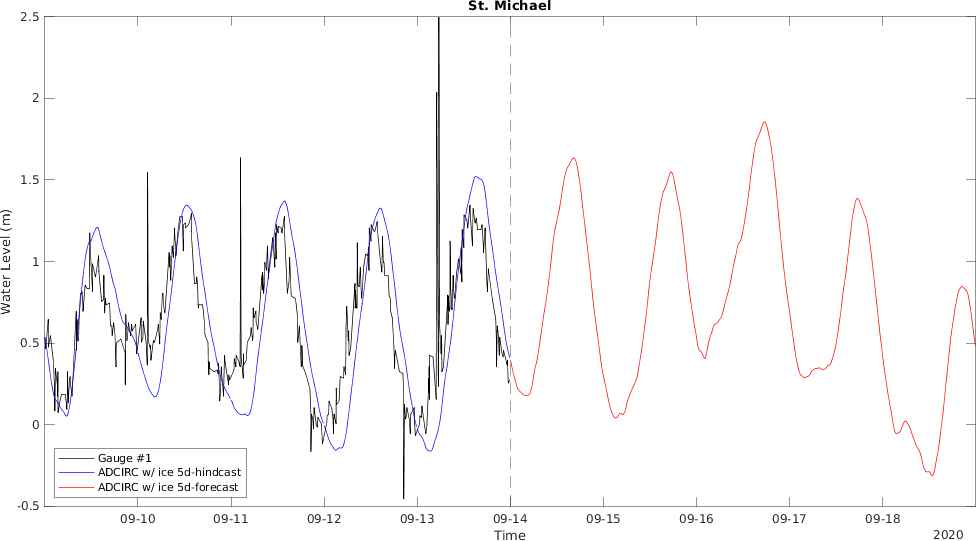 St. Michael
2.5
2
1.5
1
0.5
0
-0.5
Water Level (m)
Gauge #1
ADCIRC w/ ice 5d-hindcast
ADCIRC w/ ice 5d-forecast
09-10 09-11 09-12 09-13 09-14 09-15 09-16 09-17 09-18
Time
2020